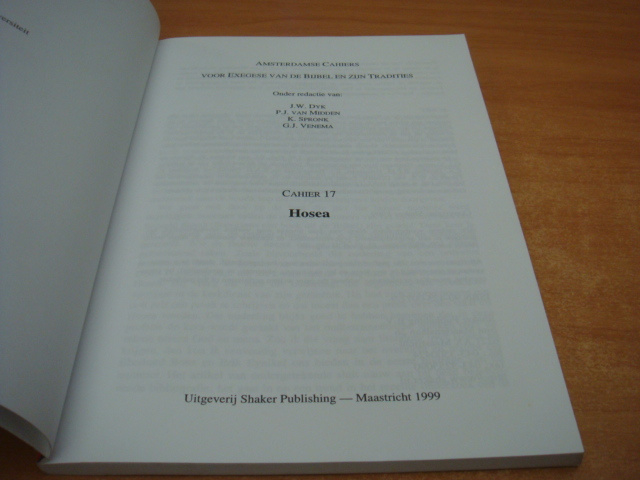 Amsterdamse Cahiers
voor Exegese van de Bijbel en zijn Tradities
Onder redactie van:
J.W. Dyk
P.J. van Midden
K. Spronk
G.J. Venema
Cahier 17
Hosea
Uitgeverij Shaker Publishing — Maastricht 1999